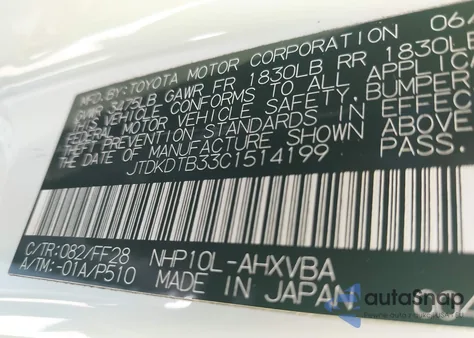 MFD.BY:TOYOTA MOTOR CORPORATION 06
GVWR 3475LB GAWR FR 1830LB RR 1830LB
THIS VEHICLE CONFORMS TO ALL APPLICA
FEDERAL MOTOR VEHICLE SAFETY, BUMPER
THEFT PREVENTION STANDARDS IN EFFEC
DATE OF MANUFACTURE SHOWN ABOVE
JTDKDTB33C1514199 PASS.
C/TR:082/FF28 NHP10L-AHXVBA
A/TM:-01A/P510 MADE IN JAPAN
autoSnap